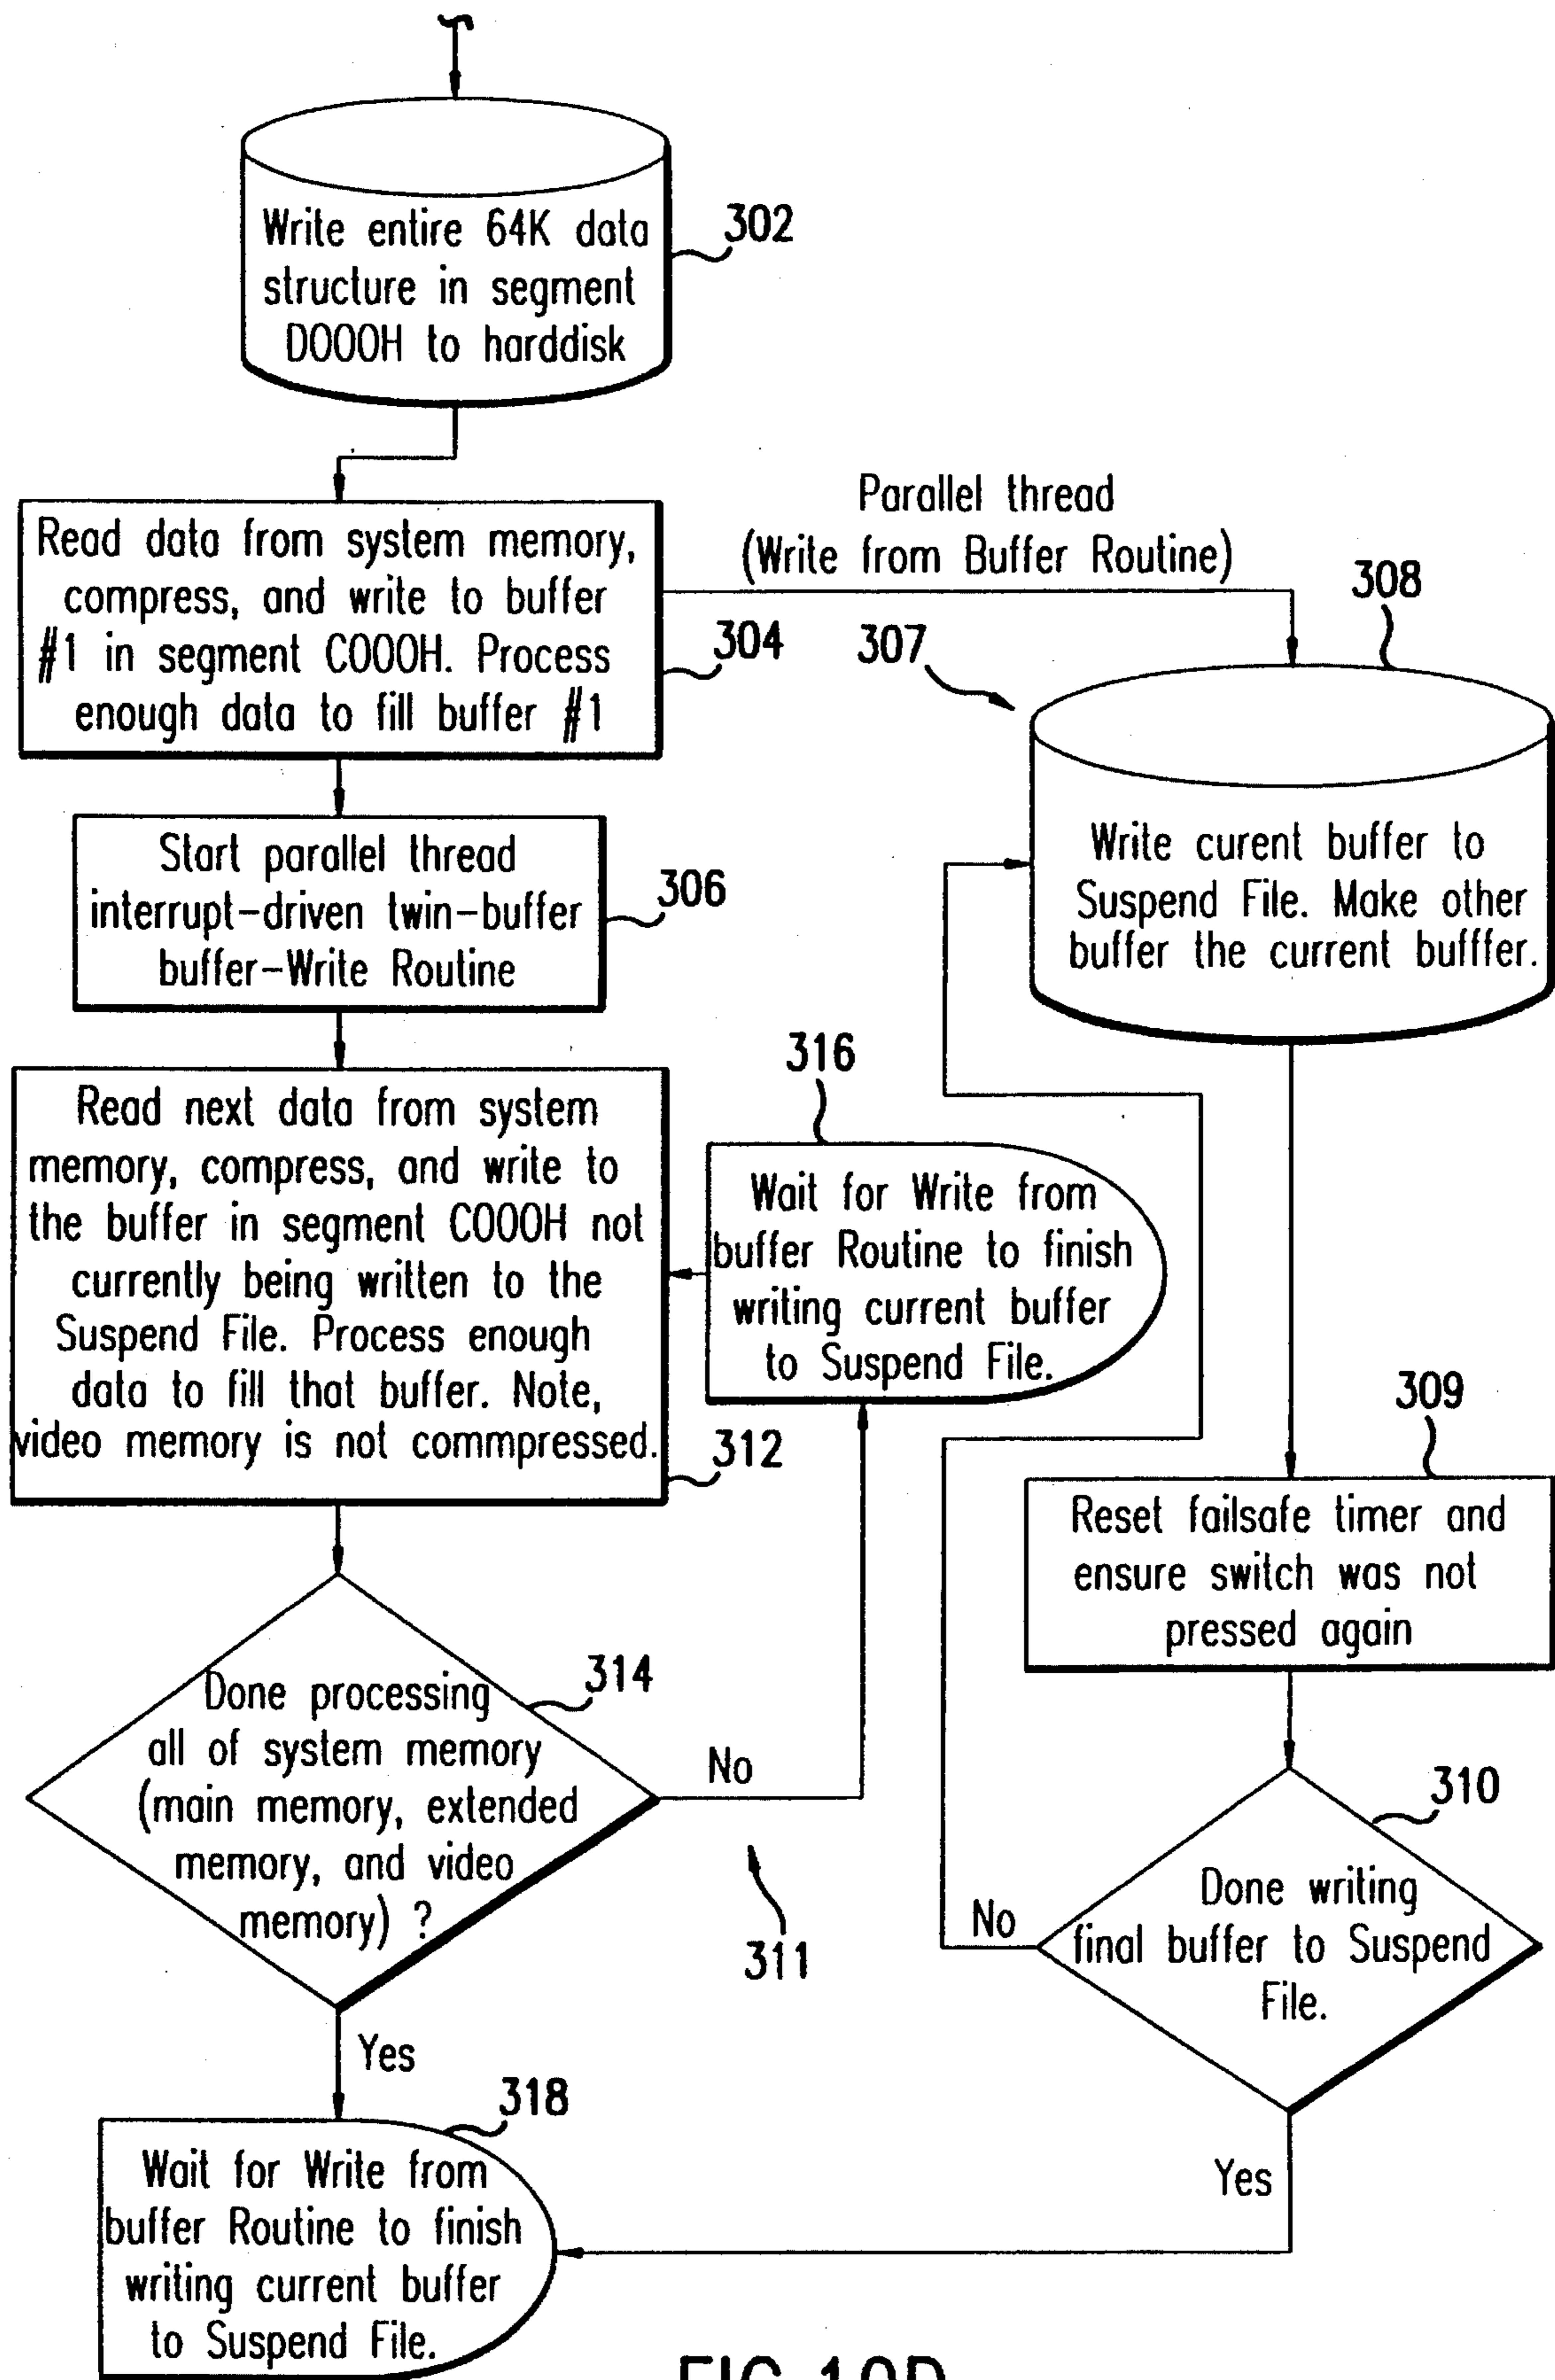 Write entire 64K data
structure in segment
D000H to harddisk
302
Read data from system memory,
compress, and write to buffer
#1 in segment C000H. Process
enough data to fill buffer #1
304
Parallel thread
(Write from Buffer Routine)
307
308
Write curent buffer to
Suspend File. Make other
buffer the current bufffer.
Start parallel thread
interrupt-driven twin-buffer
buffer-Write Routine
306
Read next data from system
memory, compress, and write to
the buffer in segment C000H not
currently being written to the
Suspend File. Process enough
data to fill that buffer. Note,
video memory is not commpressed.
312
316
Wait for Write from
buffer Routine to finish
writing current buffer
to Suspend File.
309
Reset failsafe timer and
ensure switch was not
pressed again
Done processing
all of system memory
(main memory, extended
memory, and video
memory) ?
314
No
311
310
Done writing
final buffer to Suspend
File.
No
Yes
Yes
318
Wait for Write from
buffer Routine to finish
writing current buffer
to Suspend File.